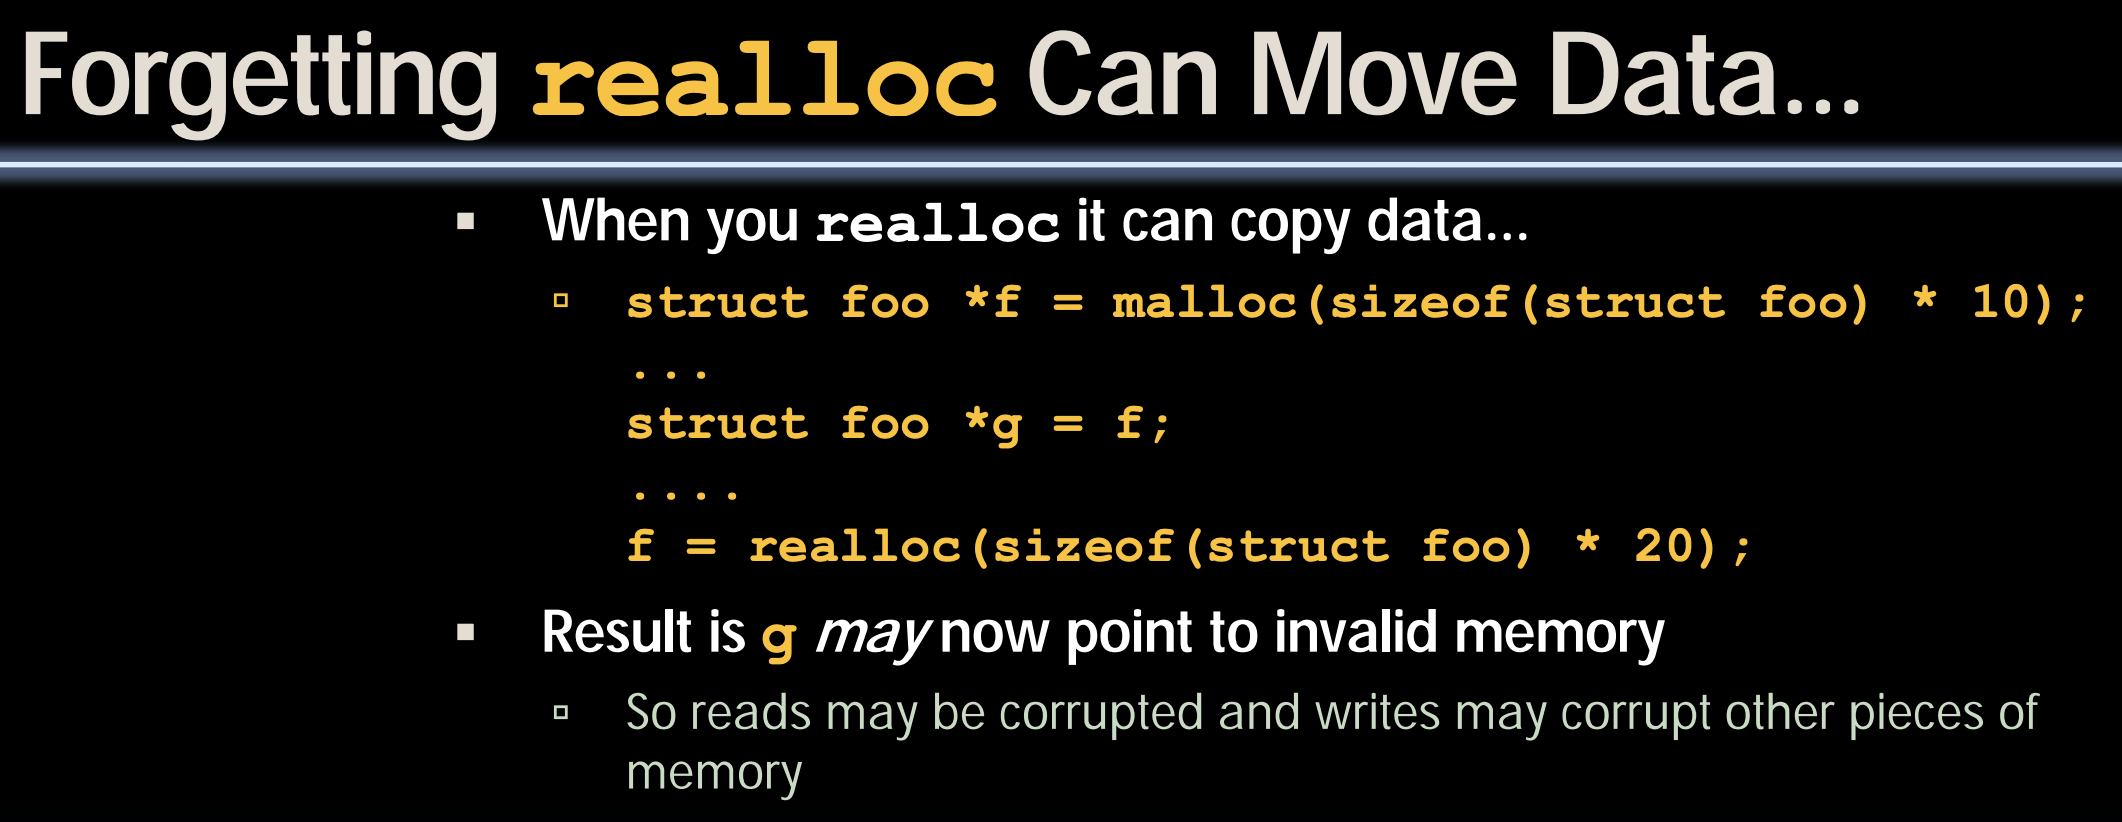 Forgetting realloc Can Move Data...
When you realloc it can copy data...
struct foo *f = malloc(sizeof(struct foo) * 10);
...
struct foo *g = f;
....
f = realloc(sizeof(struct foo) * 20);
Result is g may now point to invalid memory
So reads may be corrupted and writes may corrupt other pieces of
memory